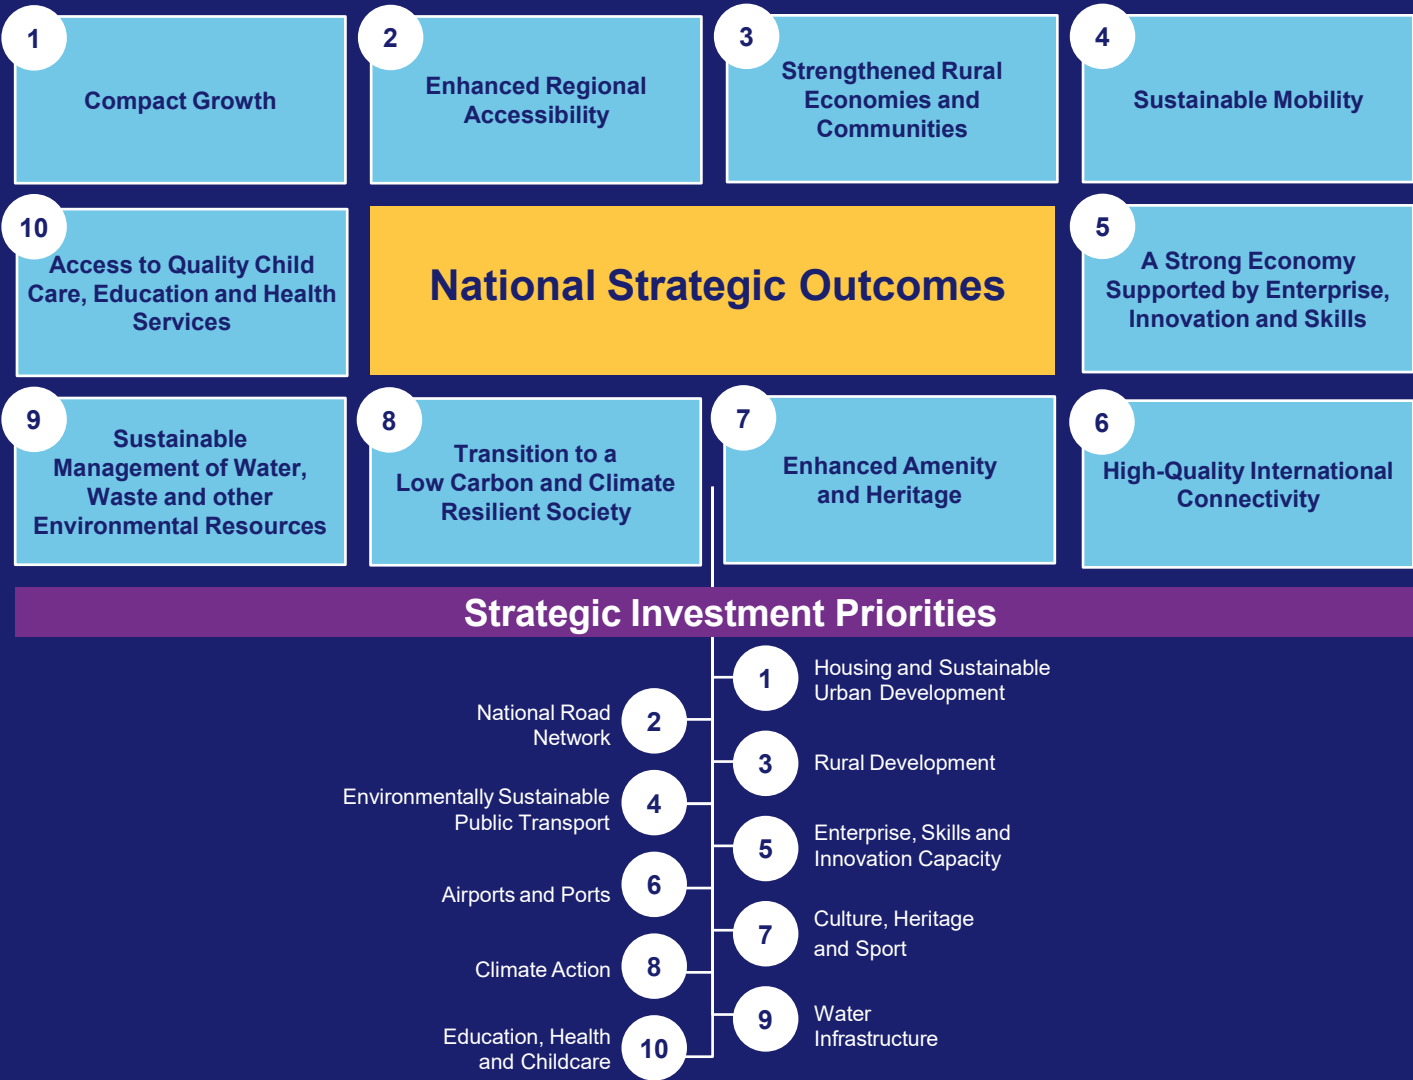 1
Compact Growth
2
Enhanced Regional
Accessibility
3
Strengthened Rural
Economies and
Communities
4
Sustainable Mobility
10
Access to Quality Child
Care, Education and Health
Services
National Strategic Outcomes
5
A Strong Economy
Supported by Enterprise,
Innovation and Skills
9
Sustainable
Management of Water,
Waste and other
Environmental Resources
8
Transition to a
Low Carbon and Climate
Resilient Society
7
Enhanced Amenity
and Heritage
6
High-Quality International
Connectivity
Strategic Investment Priorities
1
Housing and Sustainable
Urban Development
National Road
Network
2
3
Rural Development
Environmentally Sustainable
Public Transport
4
5
Enterprise, Skills and
Innovation Capacity
Airports and Ports
6
7
Culture, Heritage
and Sport
Climate Action
8
9
Water
Infrastructure
Education, Health
and Childcare
10